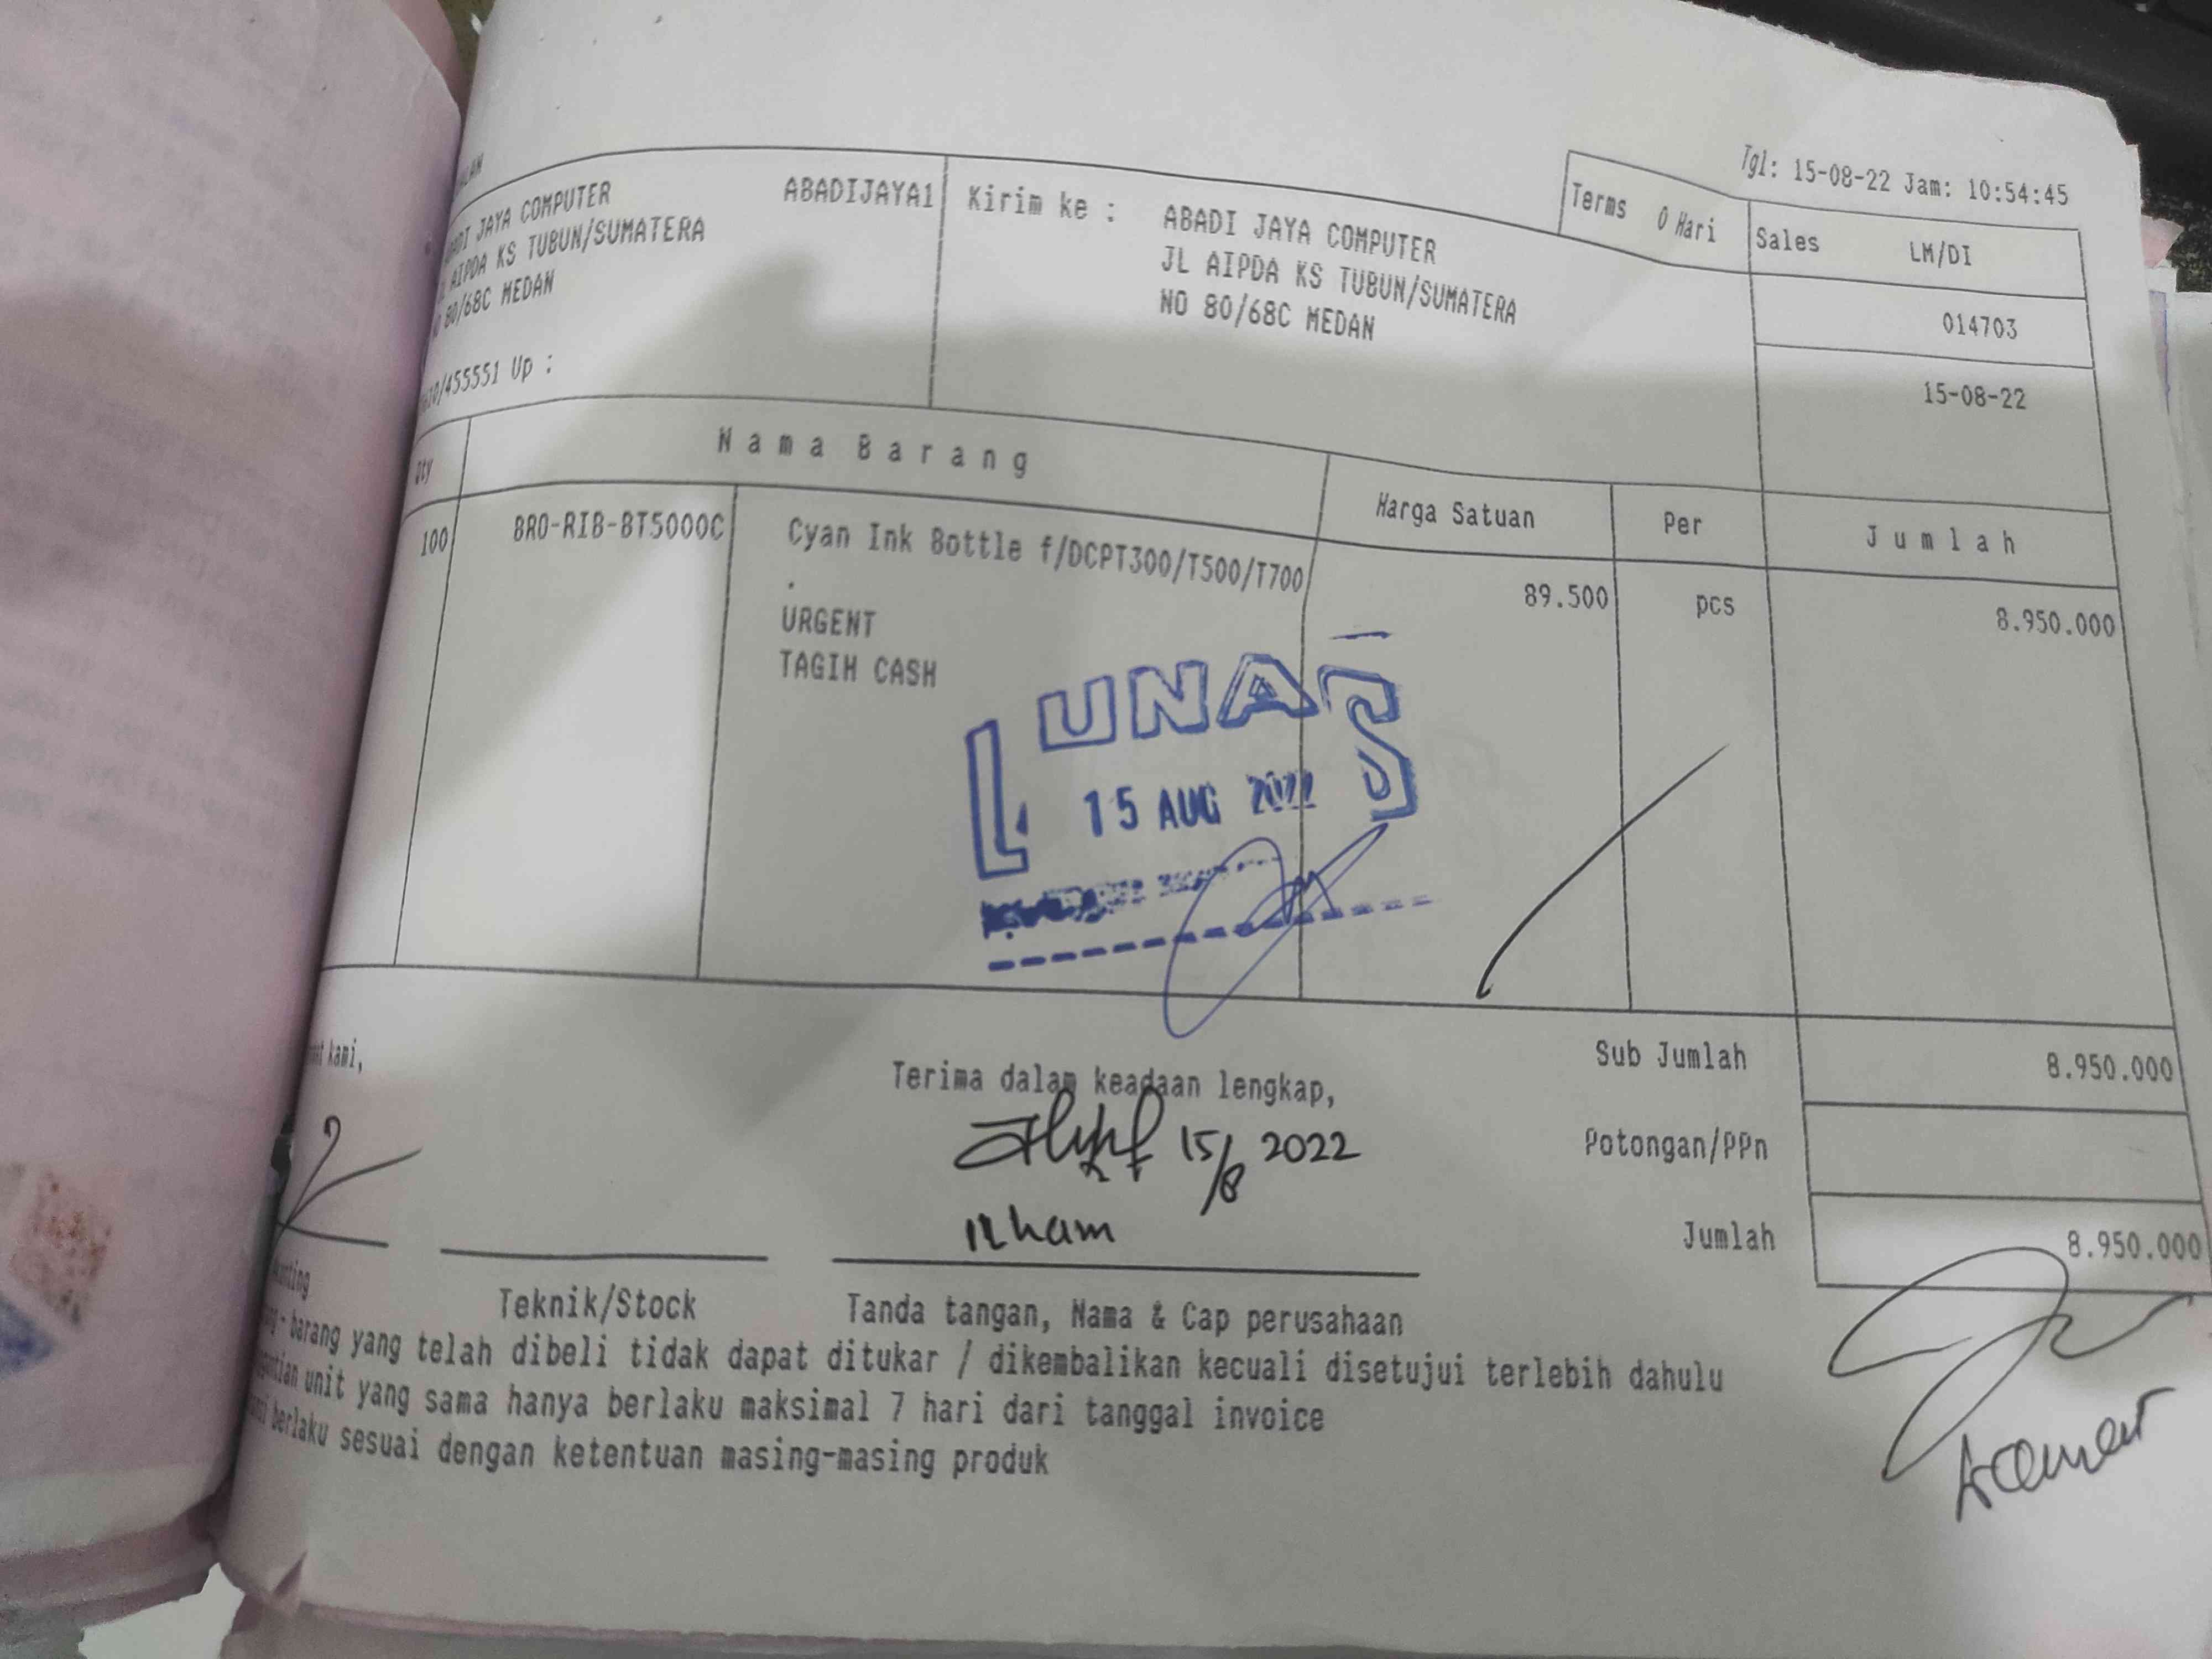 Tgl: 15-08-22 Jam: 10:54:45
JAYA COMPUTER ABADIJAYA1
AIPDA KS TUBUN/SUMATERA
80/68C MEDAN
/455551 Up :
Kirim ke : ABADI JAYA COMPUTER
JL AIPDA KS TUBUN/SUMATERA
NO 80/68C MEDAN
Terms 0 Hari
Sales LM/DI
014703
15-08-22
Qty Nama Barang Harga Satuan Per Jumlah
100 BRO-RIB-BT5000C Cyan Ink Bottle f/DCPT300/T500/T700 89.500 pcs 8.950.000
.
URGENT
TAGIH CASH
LUNAS
15 AUG 2022
kami,
Terima dalam keadaan lengkap,
15/8 2022
Ilham
Sub Jumlah 8.950.000
Potongan/PPn
Jumlah 8.950.000
Teknik/Stock
Tanda tangan, Nama & Cap perusahaan
barang yang telah dibeli tidak dapat ditukar / dikembalikan kecuali disetujui terlebih dahulu
unit yang sama hanya berlaku maksimal 7 hari dari tanggal invoice
berlaku sesuai dengan ketentuan masing-masing produk